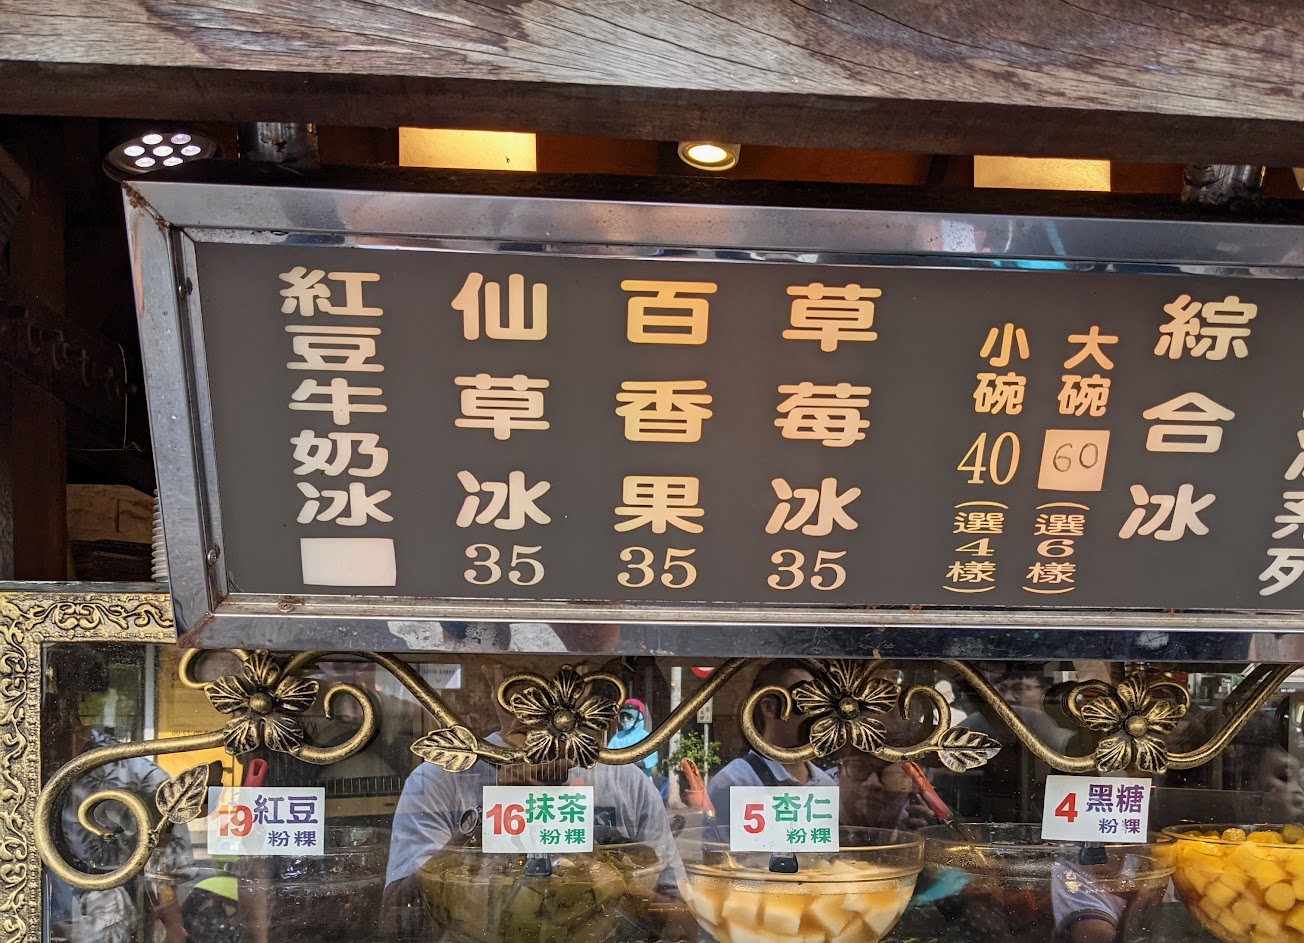 綜合冰
大碗 60 (選6樣)
小碗 40 (選4樣)
草莓冰 35
百香果 35
仙草冰 35
紅豆牛奶冰
19 紅豆
粉粿
16 抹茶
粉粿
5 杏仁
粉粿
4 黑糖
粉粿